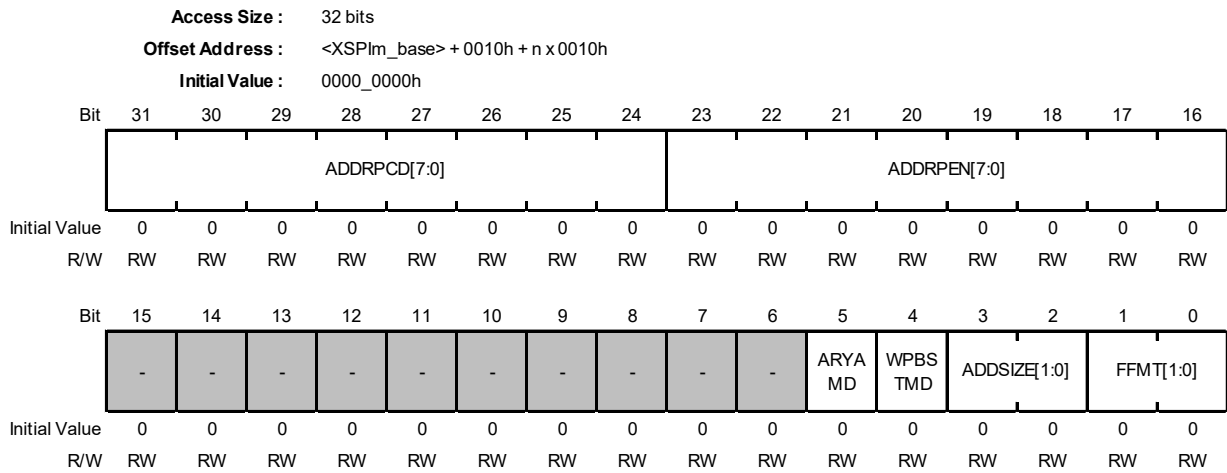 Access Size : 32 bits
Offset Address : <XSPIm_base> + 0010h + n x 0010h
Initial Value : 0000_0000h
Bit 31 30 29 28 27 26 25 24 23 22 21 20 19 18 17 16
ADDRPCD[7:0] ADDRPEN[7:0]
Initial Value 0 0 0 0 0 0 0 0 0 0 0 0 0 0 0 0
R/W RW RW RW RW RW RW RW RW RW RW RW RW RW RW RW RW
Bit 15 14 13 12 11 10 9 8 7 6 5 4 3 2 1 0
- - - - - - - - - - ARYA WPBS ADDSIZE[1:0] FFMT[1:0]
MD TMD
Initial Value 0 0 0 0 0 0 0 0 0 0 0 0 0 0 0 0
R/W RW RW RW RW RW RW RW RW RW RW RW RW RW RW RW RW